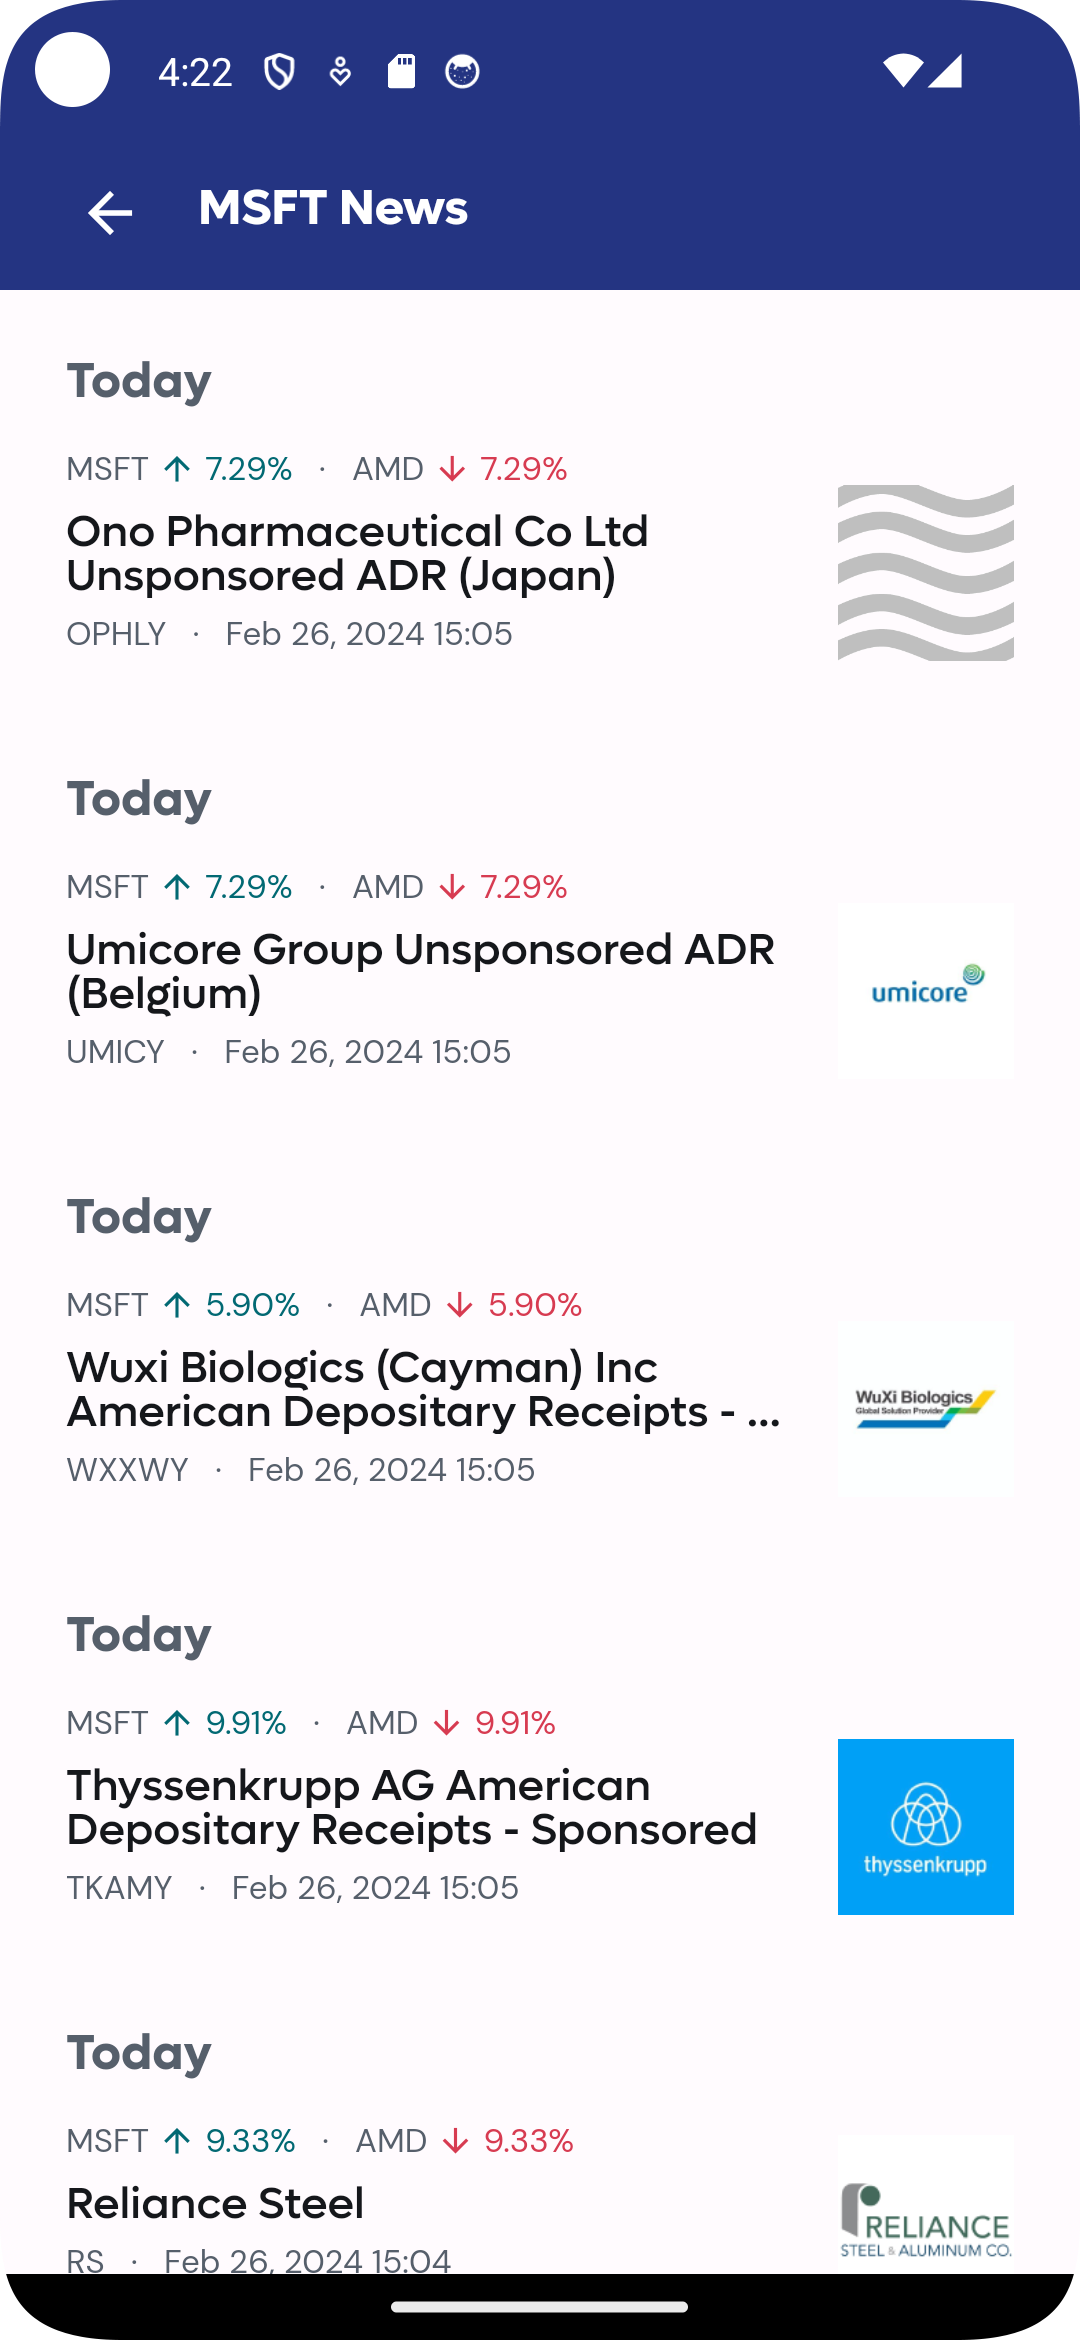 4:22
MSFT News
Today
MSFT ↑ 7.29% · AMD ↓ 7.29%
Ono Pharmaceutical Co Ltd
Unsponsored ADR (Japan)
OPHLY · Feb 26, 2024 15:05
Today
MSFT ↑ 7.29% · AMD ↓ 7.29%
Umicore Group Unsponsored ADR
(Belgium)
umicore
UMICY · Feb 26, 2024 15:05
Today
MSFT ↑ 5.90% · AMD ↓ 5.90%
Wuxi Biologics (Cayman) Inc
American Depositary Receipts - ...
WuXi Biologics
Global Solution Provider
WXXWY · Feb 26, 2024 15:05
Today
MSFT ↑ 9.91% · AMD ↓ 9.91%
Thyssenkrupp AG American
Depositary Receipts - Sponsored
thyssenkrupp
TKAMY · Feb 26, 2024 15:05
Today
MSFT ↑ 9.33% · AMD ↓ 9.33%
Reliance Steel
RELIANCE
STEEL & ALUMINUM CO.
RS · Feb 26, 2024 15:04